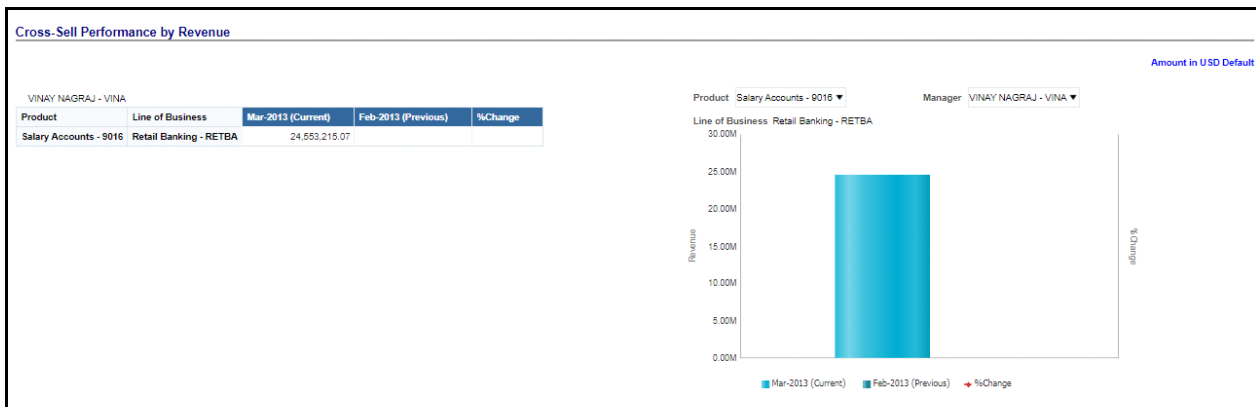 Cross-Sell Performance by Revenue
Amount in USD Default
VINAY NAGRAJ - VINA
Product Line of Business Mar-2013 (Current) Feb-2013 (Previous) %Change
Salary Accounts - 9016 Retail Banking - RETBA 24,553,215.07
Product Salary Accounts - 9016 Manager VINAY NAGRAJ - VINA
Line of Business Retail Banking - RETBA
30.00M
25.00M
20.00M
15.00M
10.00M
5.00M
0.00M
Revenue
%Change
Mar-2013 (Current) Feb-2013 (Previous) %Change